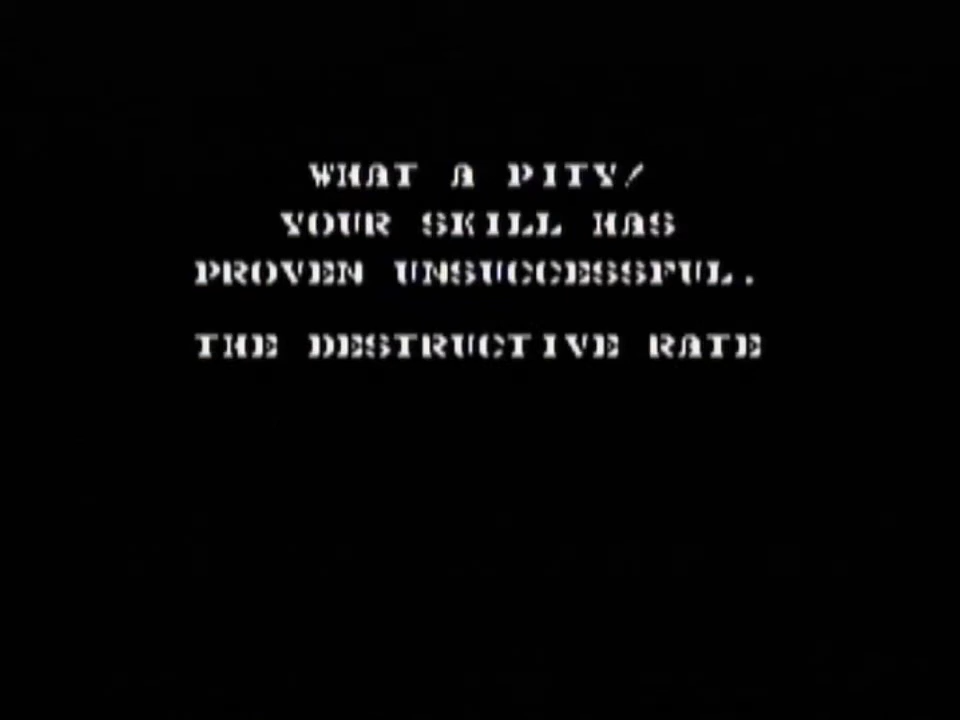 WHAT A PITY!
YOUR SKILL HAS
PROVEN UNSUCCESSFUL.
THE DESTRUCTIVE RATE